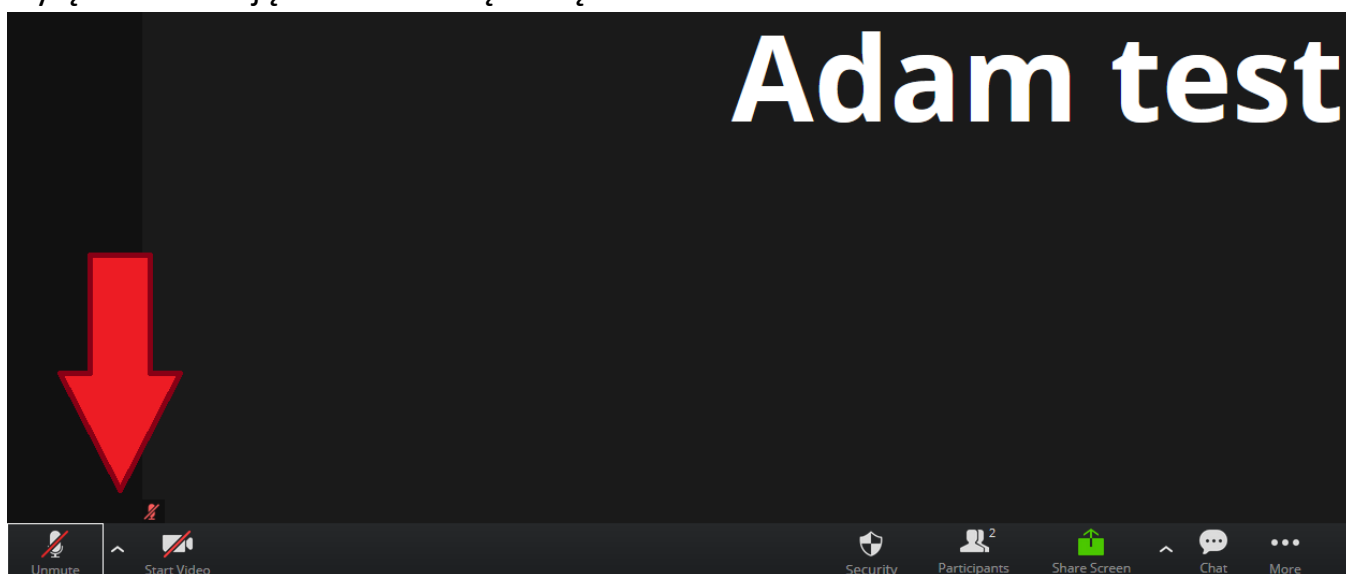 Adam test
2
Unmute
Start Video
Security
Participants
Share Screen
Chat
More